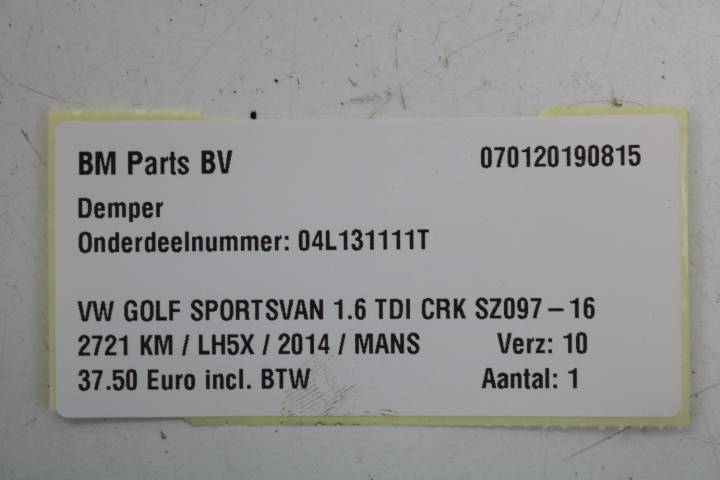 BM Parts BV 070120190815
Demper
Onderdeelnummer: 04L131111T
VW GOLF SPORTSVAN 1.6 TDI CRK SZ097-16
2721 KM / LH5X / 2014 / MANS Verz: 10
37.50 Euro incl. BTW Aantal: 1